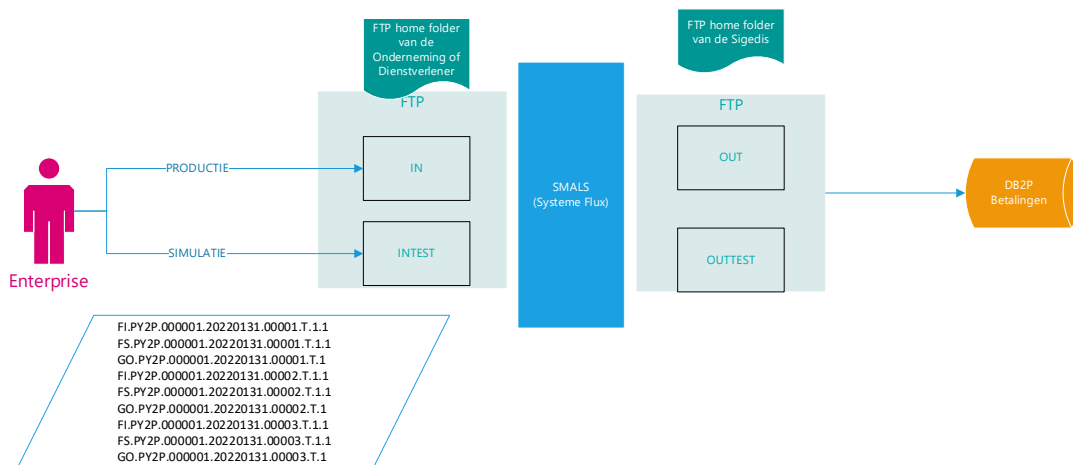 FTP home folder
van de
Onderneming of
Dienstverlener
FTP home folder
van de Sigedis
FTP
FTP
PRODUCTIE
IN
OUT
SMALS
(Systeme Flux)
DB2P
Betalingen
SIMULATIE
INTEST
OUTTEST
Enterprise
FI.PY2P.000001.20220131.00001.T.1.1
FS.PY2P.000001.20220131.00001.T.1.1
GO.PY2P.000001.20220131.00001.T.1
FI.PY2P.000001.20220131.00002.T.1.1
FS.PY2P.000001.20220131.00002.T.1.1
GO.PY2P.000001.20220131.00002.T.1
FI.PY2P.000001.20220131.00003.T.1.1
FS.PY2P.000001.20220131.00003.T.1.1
GO.PY2P.000001.20220131.00003.T.1